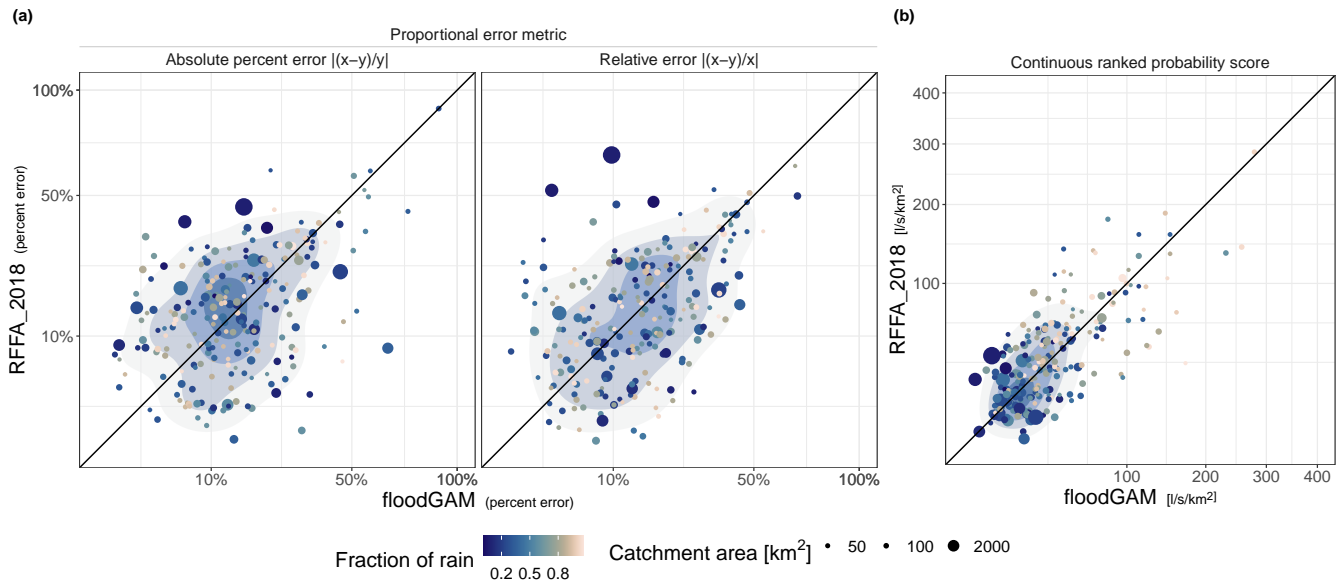 (a)
(b)
Proportional error metric
Absolute percent error |(x−y)/y|
Relative error |(x−y)/x|
Continuous ranked probability score
100%
50%
10%
RFFA_2018 (percent error)
10%
50%
100%
10%
50%
100%
floodGAM (percent error)
400
300
200
100
RFFA_2018 [l/s/km²]
100
200
300
400
floodGAM [l/s/km²]
Fraction of rain
0.2 0.5 0.8
Catchment area [km²]
50
100
2000